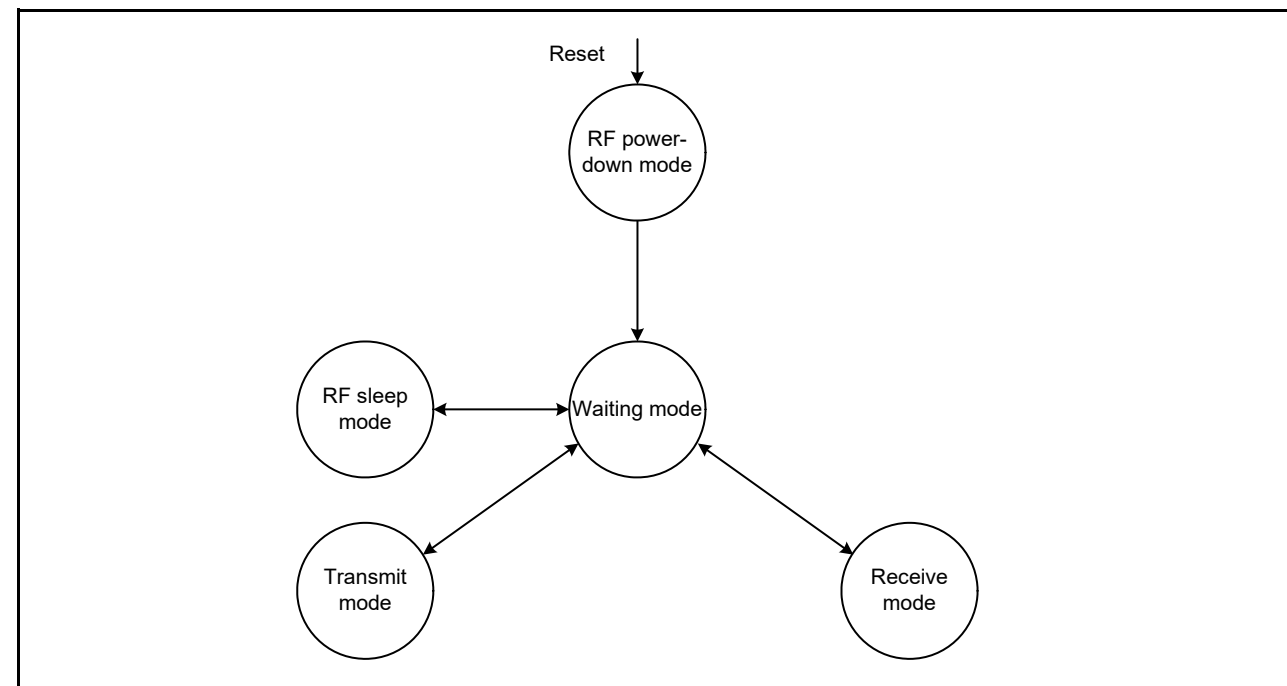 Reset
RF power-
down mode
RF sleep
mode
Waiting mode
Transmit
mode
Receive
mode